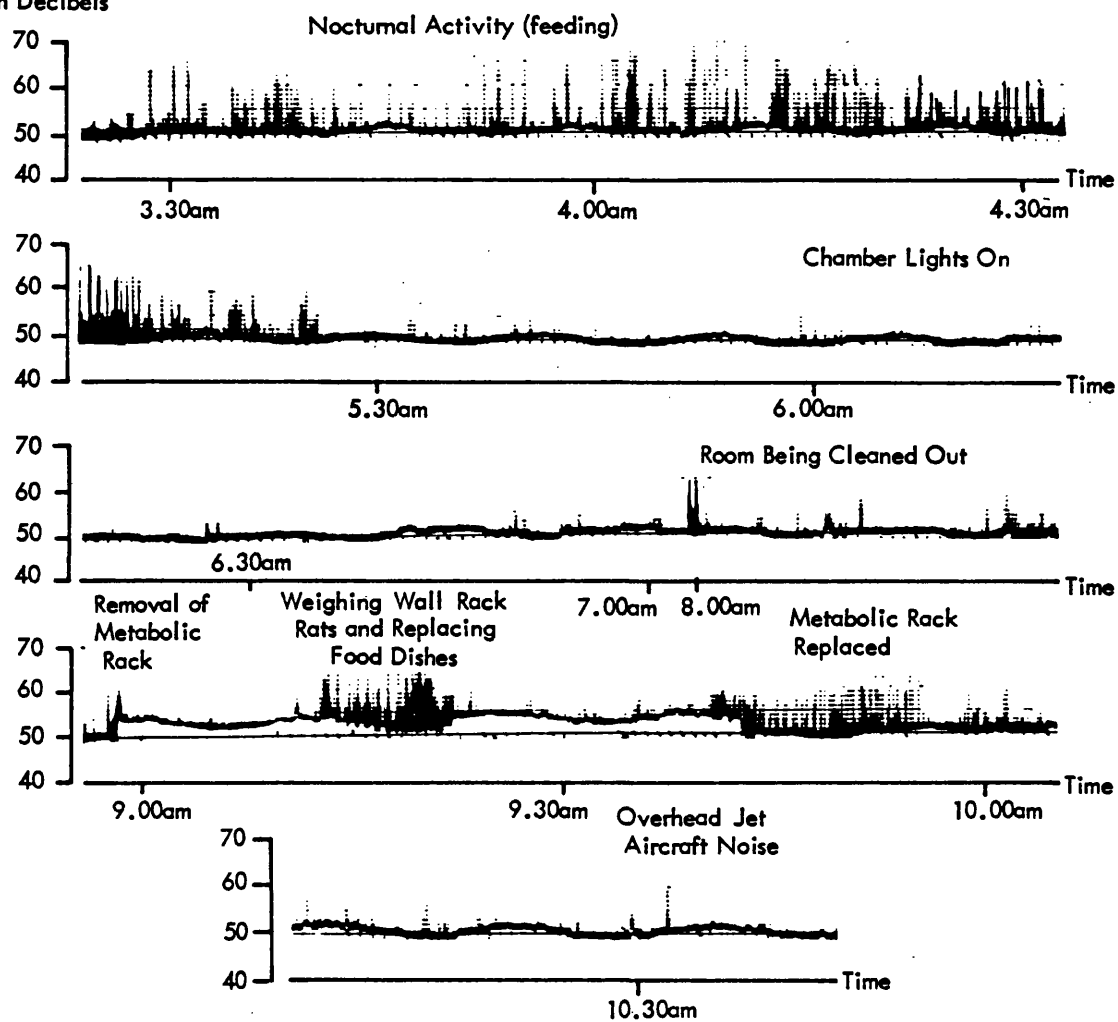 Decibels
Nocturnal Activity (feeding)
70
60
50
40
Time
3.30am 4.00am 4.30am
70
60
50
40
Chamber Lights On
Time
5.30am 6.00am
70
60
50
40
Room Being Cleaned Out
6.30am
Time
7.00am 8.00am
Removal of
Metabolic
Rack
Weighing Wall Rack
Rats and Replacing
Food Dishes
Metabolic Rack
Replaced
70
60
50
40
Time
9.00am 9.30am 10.00am
Overhead Jet
Aircraft Noise
70
60
50
40
Time
10.30am